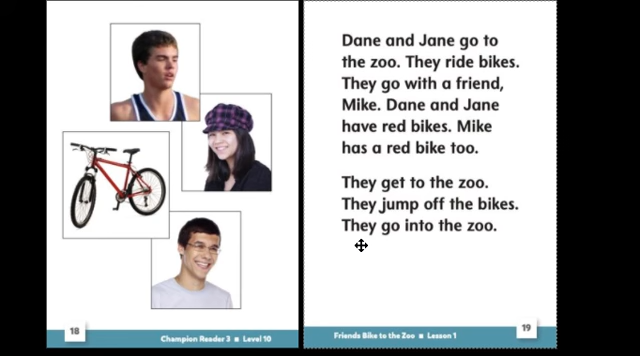 Dane and Jane go to
the zoo. They ride bikes.
They go with a friend,
Mike. Dane and Jane
have red bikes. Mike
has a red bike too.
They get to the zoo.
They jump off the bikes.
They go into the zoo.
18
Champion Reader 3 ■ Level 10
Friends Bike to the Zoo ■ Lesson 1
19